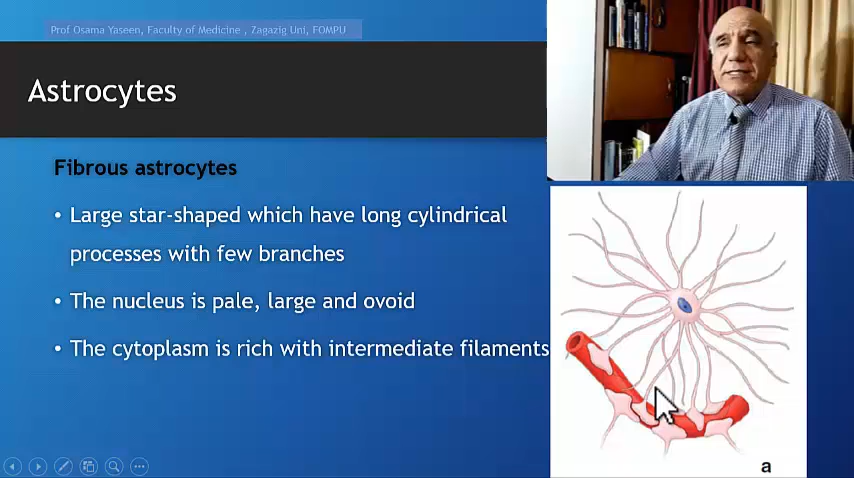 Prof Osama Yaseen, Faculty of Medicine , Zagazig Uni, FOMPU
Astrocytes
Fibrous astrocytes
• Large star-shaped which have long cylindrical
processes with few branches
• The nucleus is pale, large and ovoid
• The cytoplasm is rich with intermediate filaments
a